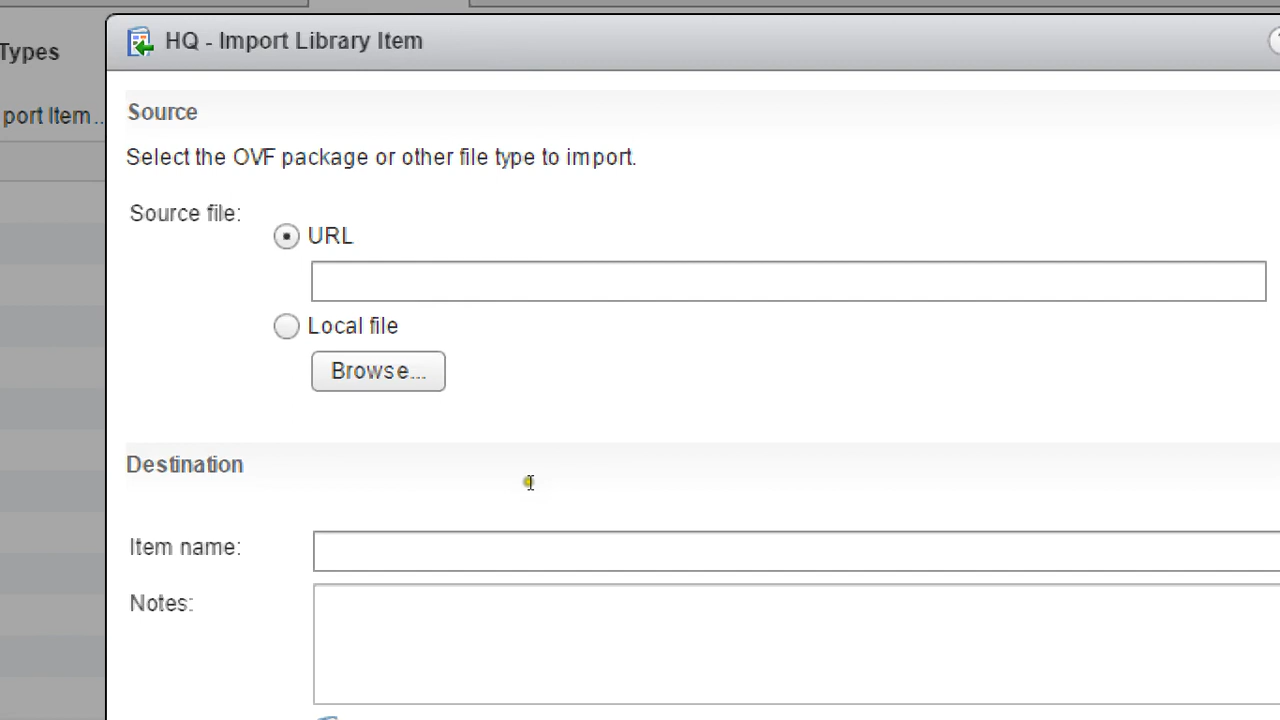 Types
HQ - Import Library Item
port Item...
Source
Select the OVF package or other file type to import.
Source file:
URL
Local file
Browse...
Destination
Item name:
Notes: